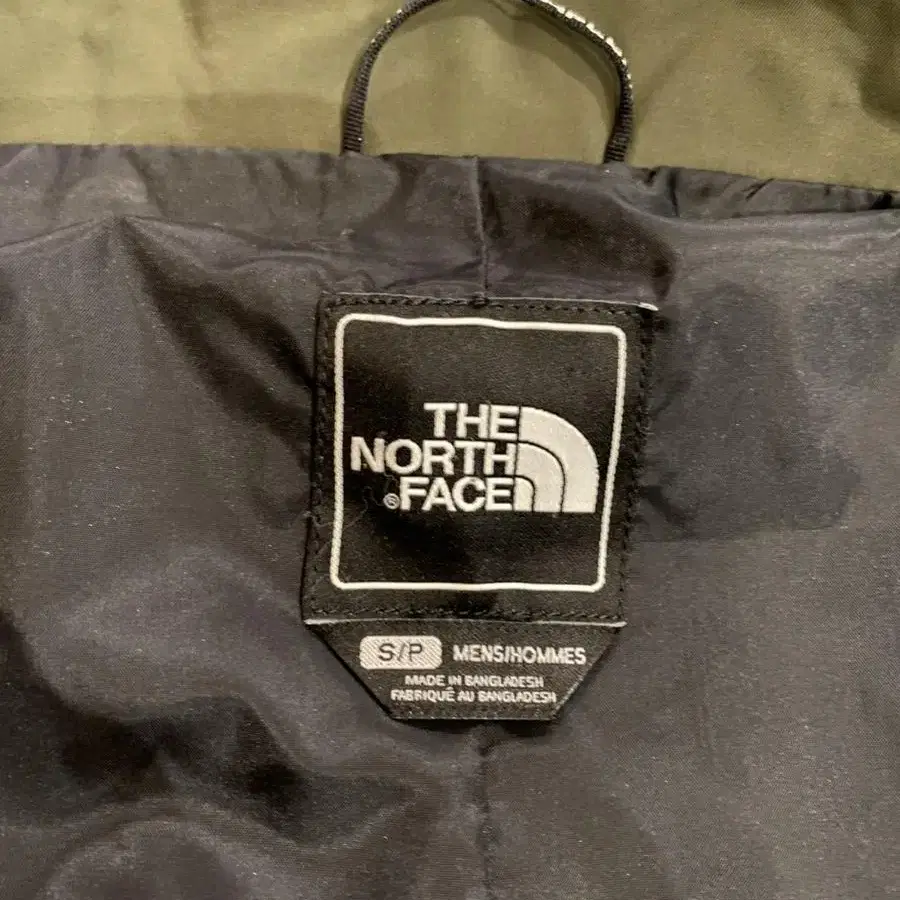 THE
NORTH
®FACE
S/P MENS/HOMMES
MADE IN BANGLADESH
FABRIQUÉ AU BANGLADESH